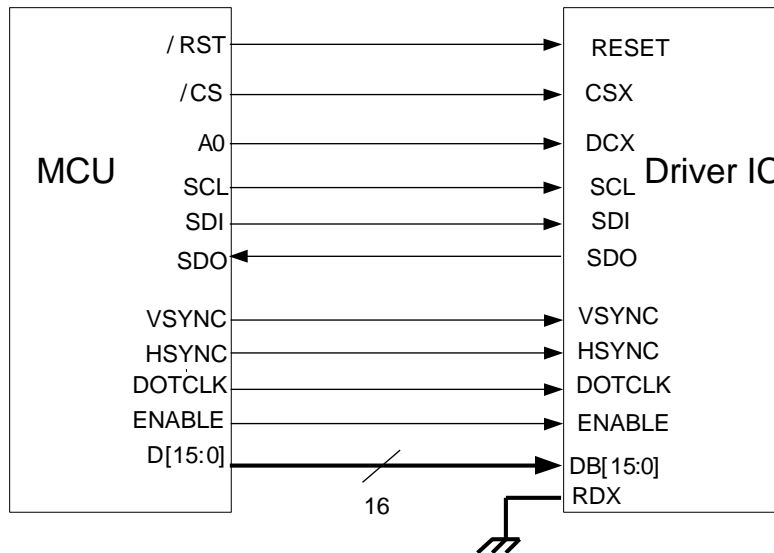 /RST RESET
/CS CSX
A0 DCX
MCU Driver IC
SCL SCL
SDI SDI
SDO SDO
VSYNC VSYNC
HSYNC HSYNC
DOTCLK DOTCLK
ENABLE ENABLE
D[15:0] DB[15:0]
16 RDX